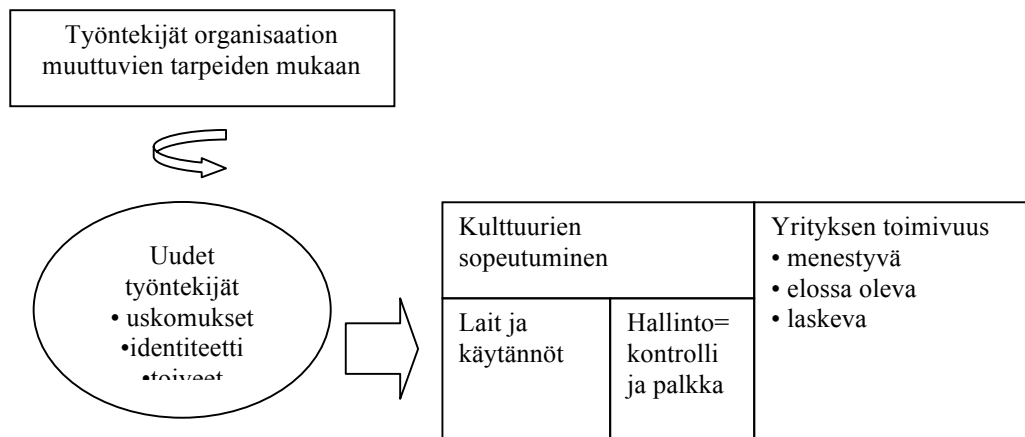 Työntekijät organisaation
muuttuvien tarpeiden mukaan
Uudet
työntekijät
• uskomukset
•identiteetti
•toiveet
Kulttuurien
sopeutuminen
Lait ja
käytännöt
Hallinto=
kontrolli
ja palkka
Yrityksen toimivuus
• menestyvä
• elossa oleva
• laskeva